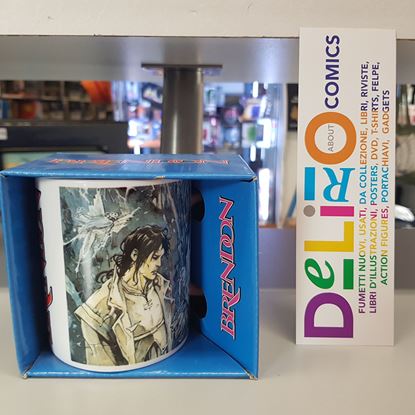 BRENDON
DeLiRiO
ABOUT
COMICS
FUMETTI NUOVI, USATI, DA COLLEZIONE, LIBRI, RIVISTE,
LIBRI D'ILLUSTRAZIONI, POSTERS, DVD, T-SHIRTS, FELPE,
ACTION FIGURES, PORTACHIAVI, GADGETS